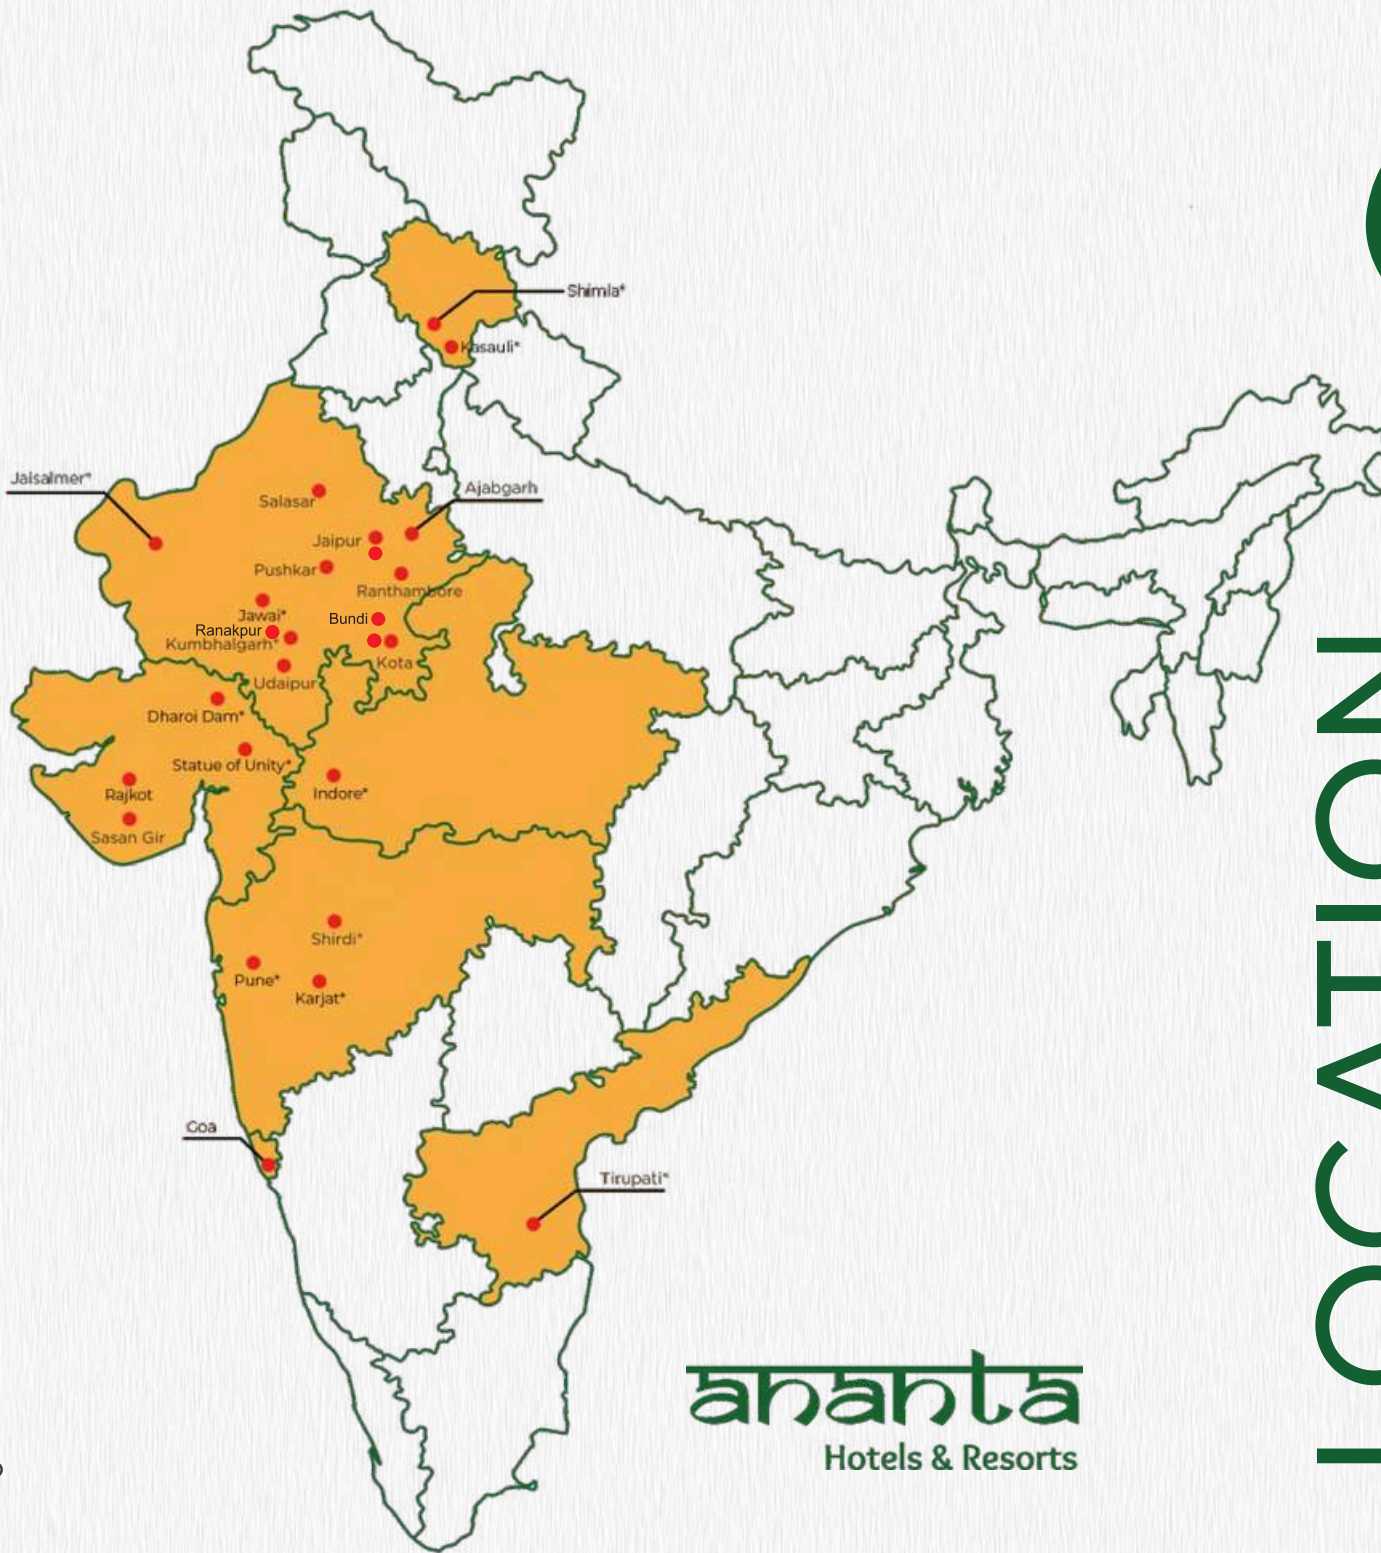 Shimla*
Kasauli*
Jaisalmer*
Ajabgarh
Salasar
Jaipur
Pushkar
Ranthambore
Jawai*
Bundi
Ranakpur
Kumbhalgarh*
Kota
Udaipur
Dharoi Dam*
Statue of Unity*
Rajkot
Indore*
Sasan Gir
Shirdi*
Pune*
Karjat*
Goa
Tirupati*
ananta
Hotels & Resorts
LOCATION